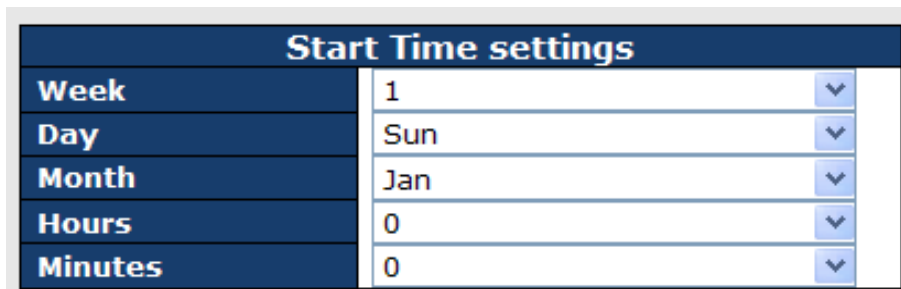 Start Time settings
Week 1
Day Sun
Month Jan
Hours 0
Minutes 0